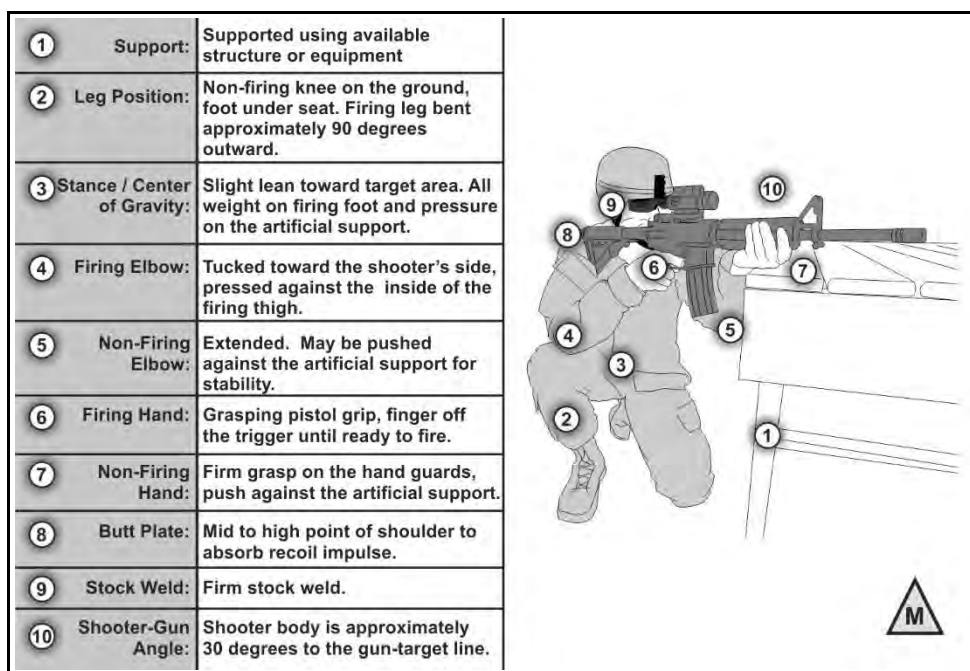 1 Support: Supported using available
structure or equipment
2 Leg Position: Non-firing knee on the ground,
foot under seat. Firing leg bent
approximately 90 degrees
outward.
3 Stance / Center
of Gravity:
Slight lean toward target area. All
weight on firing foot and pressure
on the artificial support.
4 Firing Elbow: Tucked toward the shooter’s side,
pressed against the inside of the
firing thigh.
5 Non-Firing
Elbow:
Extended. May be pushed
against the artificial support for
stability.
6 Firing Hand: Grasping pistol grip, finger off
the trigger until ready to fire.
7 Non-Firing
Hand:
Firm grasp on the hand guards,
push against the artificial support.
8 Butt Plate: Mid to high point of shoulder to
absorb recoil impulse.
9 Stock Weld: Firm stock weld.
10 Shooter-Gun
Angle:
Shooter body is approximately
30 degrees to the gun-target line.
10
9
8
6
7
5
4
3
2
1
M